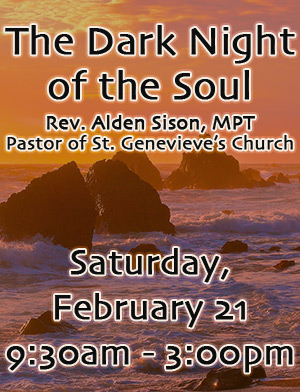 The Dark Night
of the Soul
Rev. Alden Sison, MPT
Pastor of St. Genevieve's Church
Saturday,
February 21
9:30am - 3:00pm